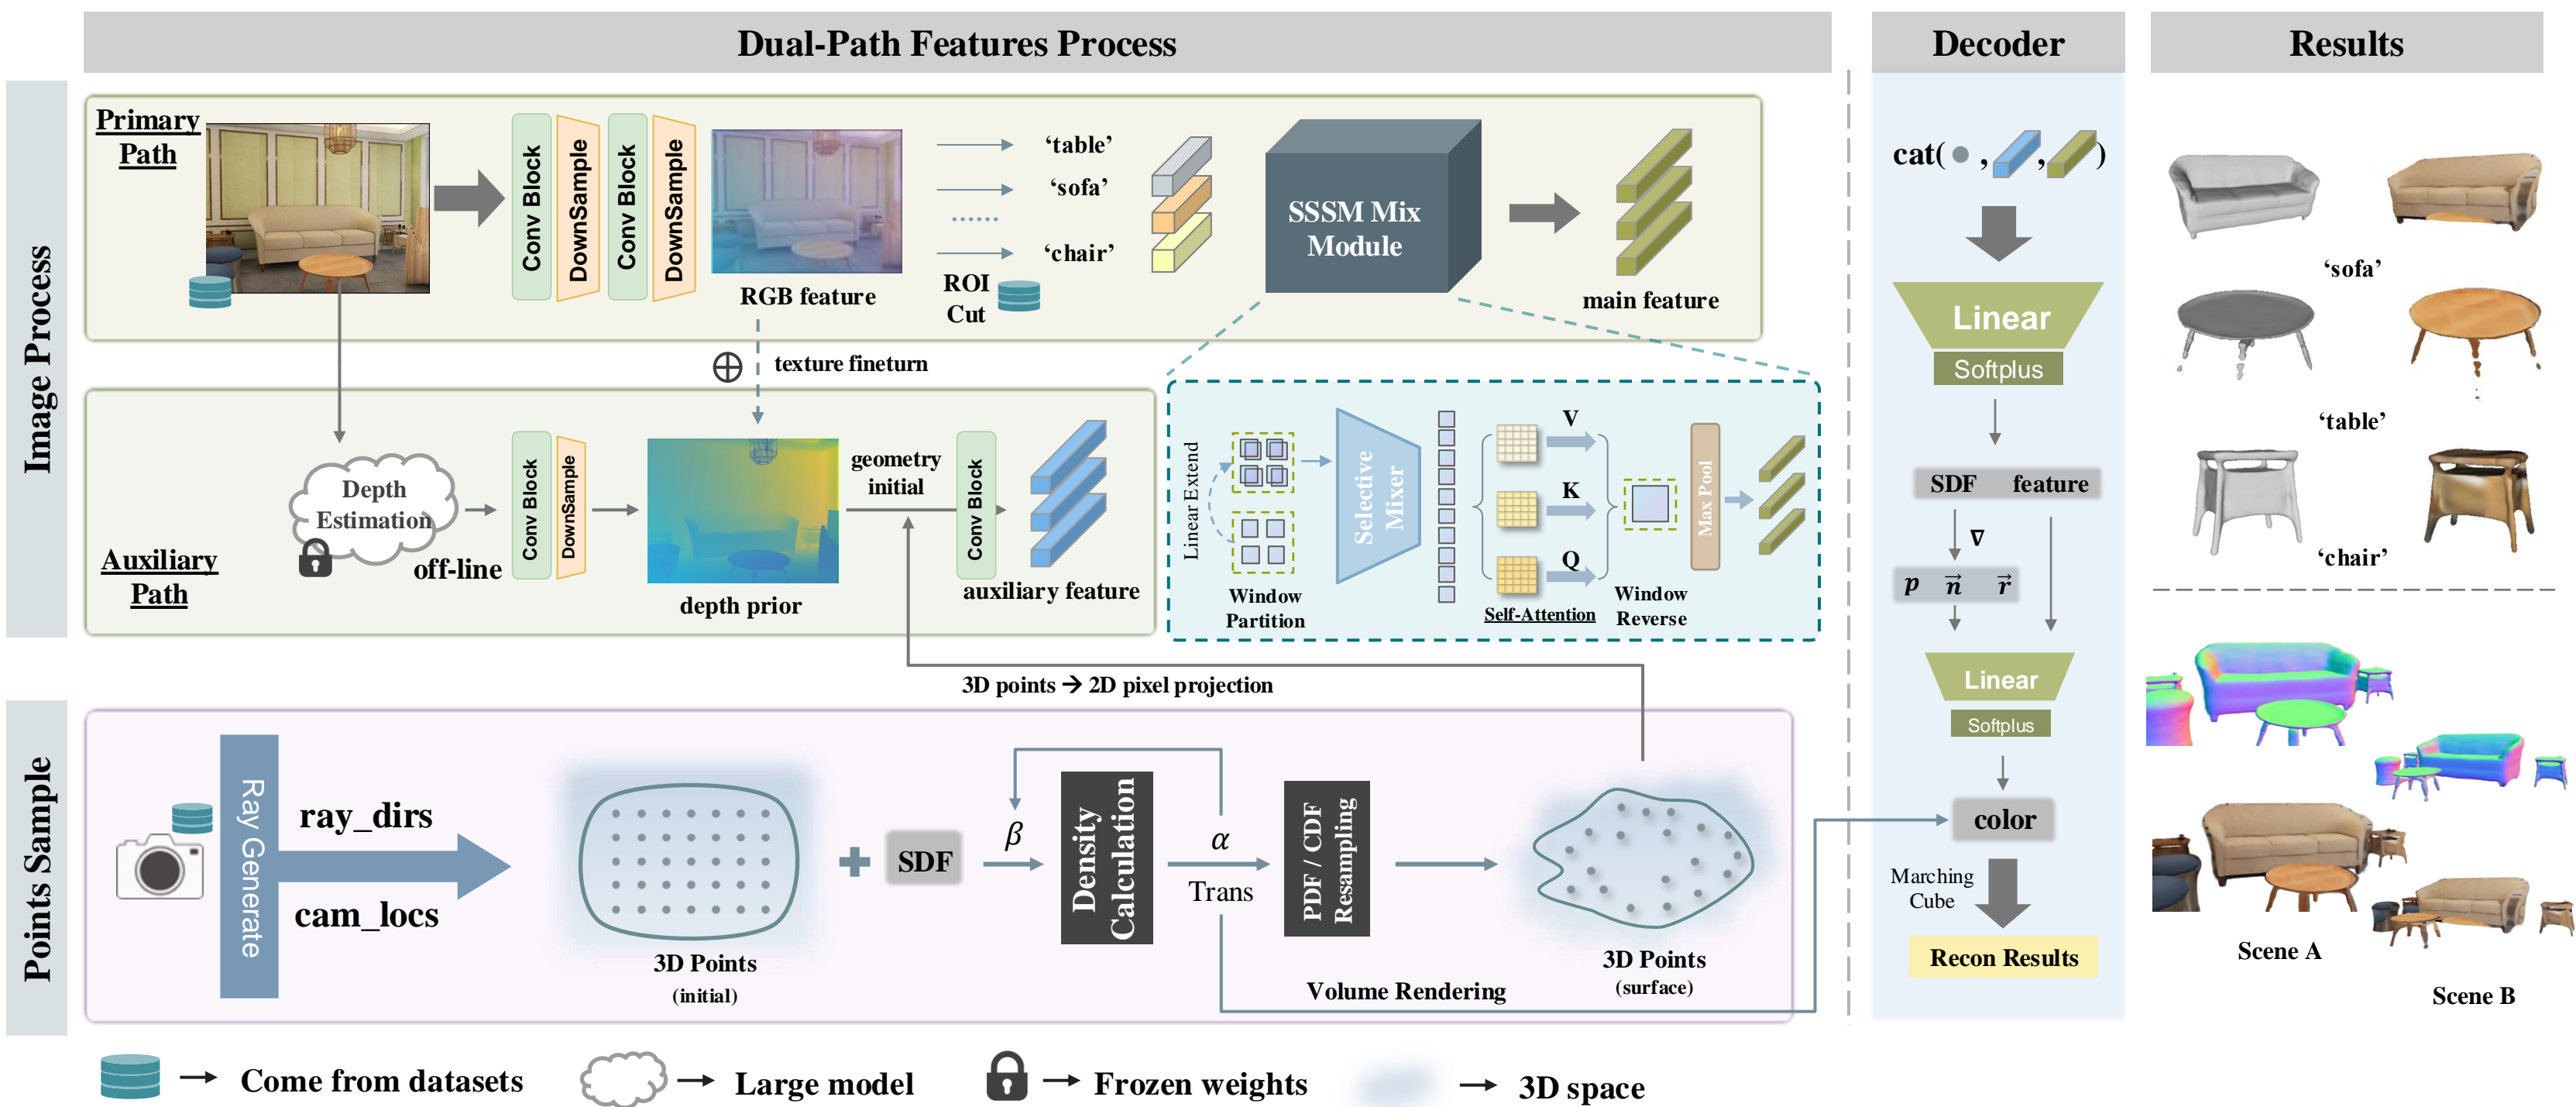 Dual-Path Features Process
Decoder
Results
Image Process
Primary
Path
Conv Block
DownSample
Conv Block
DownSample
RGB feature
‘table’
‘sofa’
......
‘chair’
ROI
Cut
SSSM Mix
Module
main feature
texture fineturn
Auxiliary
Path
Depth
Estimation
off-line
Conv Block
DownSample
depth prior
geometry
initial
Conv Block
auxiliary feature
Linear Extend
Window
Partition
Selective
Mixer
V
K
Q
Self-Attention
Window
Reverse
Max Pool
3D points → 2D pixel projection
Points Sample
Ray Generate
ray_dirs
cam_locs
3D Points
(initial)
SDF
β
Density
Calculation
α
Trans
PDF / CDF
Resampling
3D Points
(surface)
Volume Rendering
cat( , , )
Linear
Softplus
SDF feature
∇
p n⃗ r⃗
Linear
Softplus
color
Marching
Cube
Recon Results
‘sofa’
‘table’
‘chair’
Scene A
Scene B
Come from datasets
Large model
Frozen weights
3D space